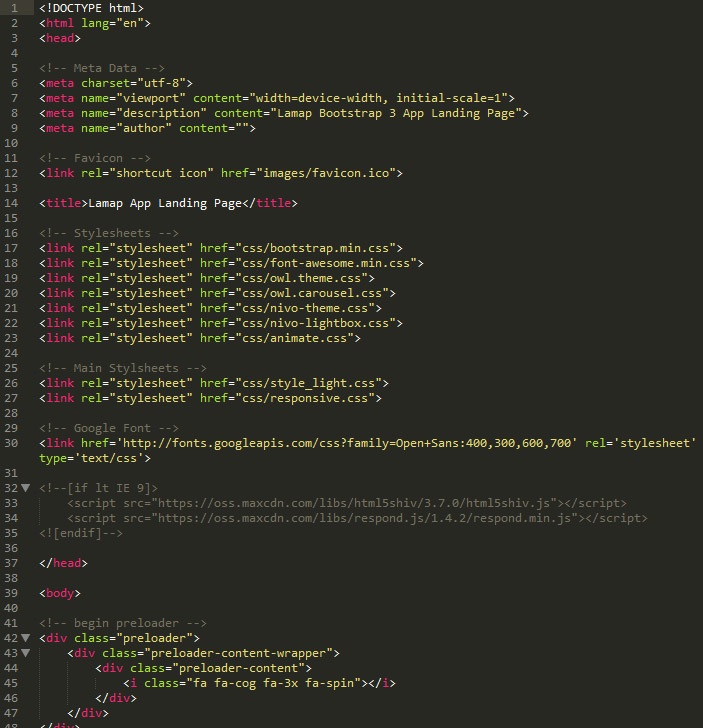 1 <!DOCTYPE html>
2 <html lang="en">
3 <head>
4
5 <!-- Meta Data -->
6 <meta charset="utf-8">
7 <meta name="viewport" content="width=device-width, initial-scale=1">
8 <meta name="description" content="Lamap Bootstrap 3 App Landing Page">
9 <meta name="author" content="">
10
11 <!-- Favicon -->
12 <link rel="shortcut icon" href="images/favicon.ico">
13
14 <title>Lamap App Landing Page</title>
15
16 <!-- Stylesheets -->
17 <link rel="stylesheet" href="css/bootstrap.min.css">
18 <link rel="stylesheet" href="css/font-awesome.min.css">
19 <link rel="stylesheet" href="css/owl.theme.css">
20 <link rel="stylesheet" href="css/owl.carousel.css">
21 <link rel="stylesheet" href="css/nivo-theme.css">
22 <link rel="stylesheet" href="css/nivo-lightbox.css">
23 <link rel="stylesheet" href="css/animate.css">
24
25 <!-- Main Stylsheets -->
26 <link rel="stylesheet" href="css/style_light.css">
27 <link rel="stylesheet" href="css/responsive.css">
28
29 <!-- Google Font -->
30 <link href='http://fonts.googleapis.com/css?family=Open+Sans:400,300,600,700' rel='stylesheet'
type='text/css'>
31
32 <!--[if lt IE 9]>
33 <script src="https://oss.maxcdn.com/libs/html5shiv/3.7.0/html5shiv.js"></script>
34 <script src="https://oss.maxcdn.com/libs/respond.js/1.4.2/respond.min.js"></script>
35 <![endif]-->
36
37 </head>
38
39 <body>
40
41 <!-- begin preloader -->
42 <div class="preloader">
43 <div class="preloader-content-wrapper">
44 <div class="preloader-content">
45 <i class="fa fa-cog fa-3x fa-spin"></i>
46 </div>
47 </div>
48 </div>